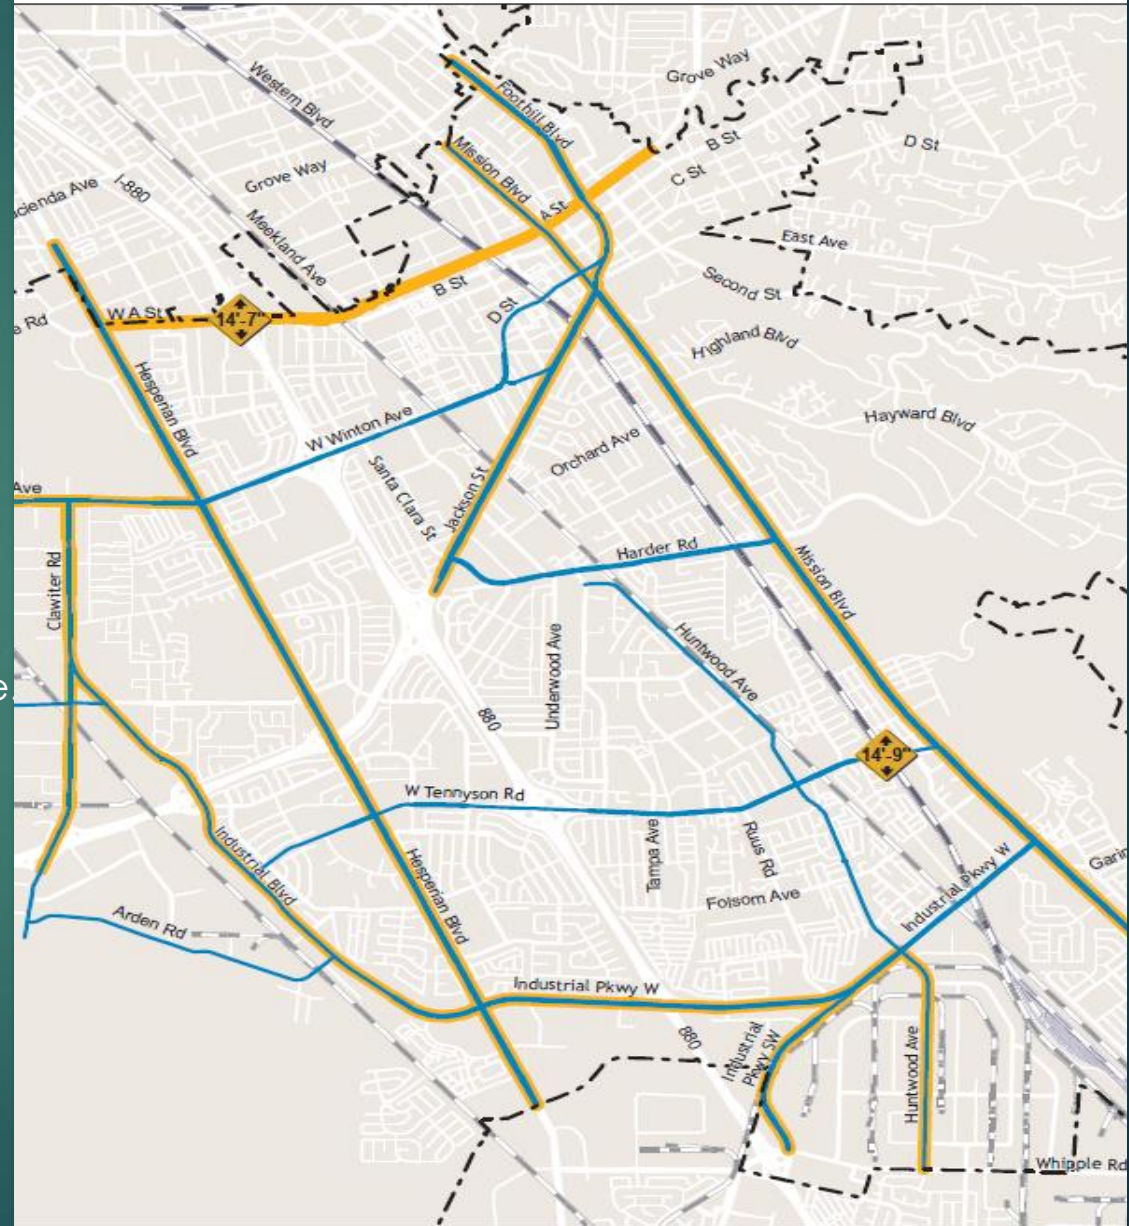 Western Blvd
Foothill Blvd
Grove Way
Mission Blvd
B St
D St
C St
Grove Way
I-880
Meekland Ave
A St
East Ave
B St
Second St
W A St
14'-7"
D St
Highland Blvd
Hesperian Blvd
Hayward Blvd
W Winton Ave
Orchard Ave
Santa Clara St
Jackson St
Ave
Harder Rd
Mission Blvd
Clawiter Rd
Huntwood Ave
Underwood Ave
880
14'-9"
W Tennyson Rd
Tampa Ave
Ruus Rd
Industrial Blvd
Hesperian Blvd
Folsom Ave
Industrial Pkwy W
Arden Rd
Industrial Pkwy W
880
Industrial
Pkwy SW
Huntwood Ave
Whipple Rd